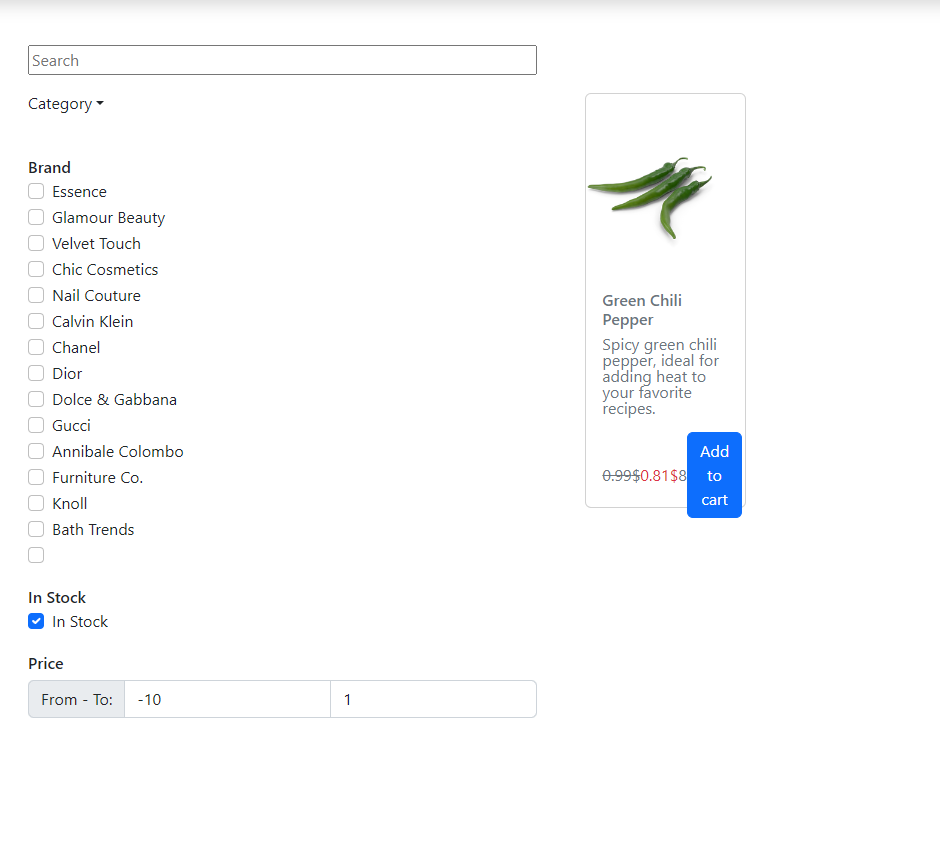 Search
Category
Brand
Essence
Glamour Beauty
Velvet Touch
Chic Cosmetics
Nail Couture
Calvin Klein
Chanel
Dior
Dolce & Gabbana
Gucci
Annibale Colombo
Furniture Co.
Knoll
Bath Trends
In Stock
In Stock
Price
From - To:
-10
1
Green Chili
Pepper
Spicy green chili
pepper, ideal for
adding heat to
your favorite
recipes.
0.99$0.81$8
Add
to
cart